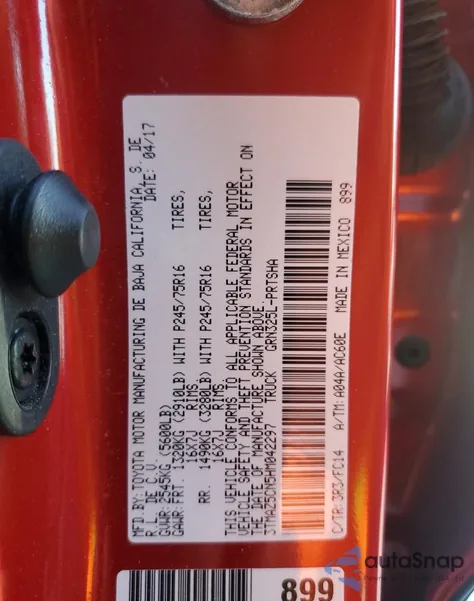 MFD.BY:TOYOTA MOTOR MANUFACTURING DE BAJA CALIFORNIA, S. DE
R.L. DE C.V. DATE: 04/17
GVWR: 2545KG (5600LB)
GAWR: FRT. 1320KG (2910LB) WITH P245/75R16 TIRES,
16X7J RIMS,
RR. 1490KG (3280LB) WITH P245/75R16 TIRES,
16X7J RIMS.
THIS VEHICLE CONFORMS TO ALL APPLICABLE FEDERAL MOTOR
VEHICLE SAFETY AND THEFT PREVENTION STANDARDS IN EFFECT ON
THE DATE OF MANUFACTURE SHOWN ABOVE.
3TMAZ5CN5HM042297 TRUCK GRN325L-PRTSHA
C/TR:3R3/FC14 A/TM:A04A/AC60E MADE IN MEXICO 899
899
autoSnap